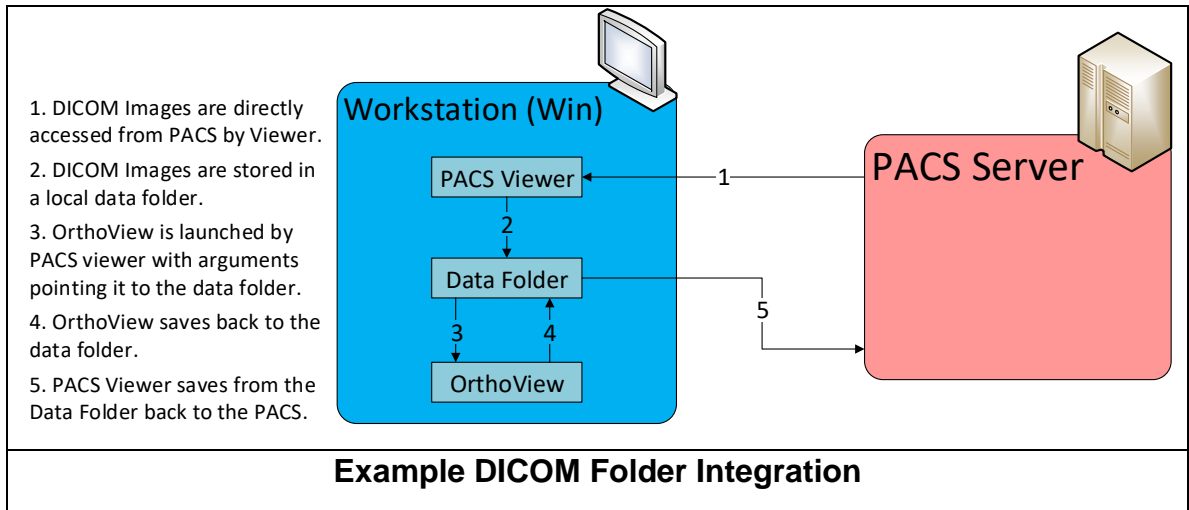 1. DICOM Images are directly
accessed from PACS by Viewer.
2. DICOM Images are stored in
a local data folder.
3. OrthoView is launched by
PACS viewer with arguments
pointing it to the data folder.
4. OrthoView saves back to the
data folder.
5. PACS Viewer saves from the
Data Folder back to the PACS.
Workstation (Win)
PACS Viewer
2
Data Folder
3
4
OrthoView
1
5
PACS Server
Example DICOM Folder Integration